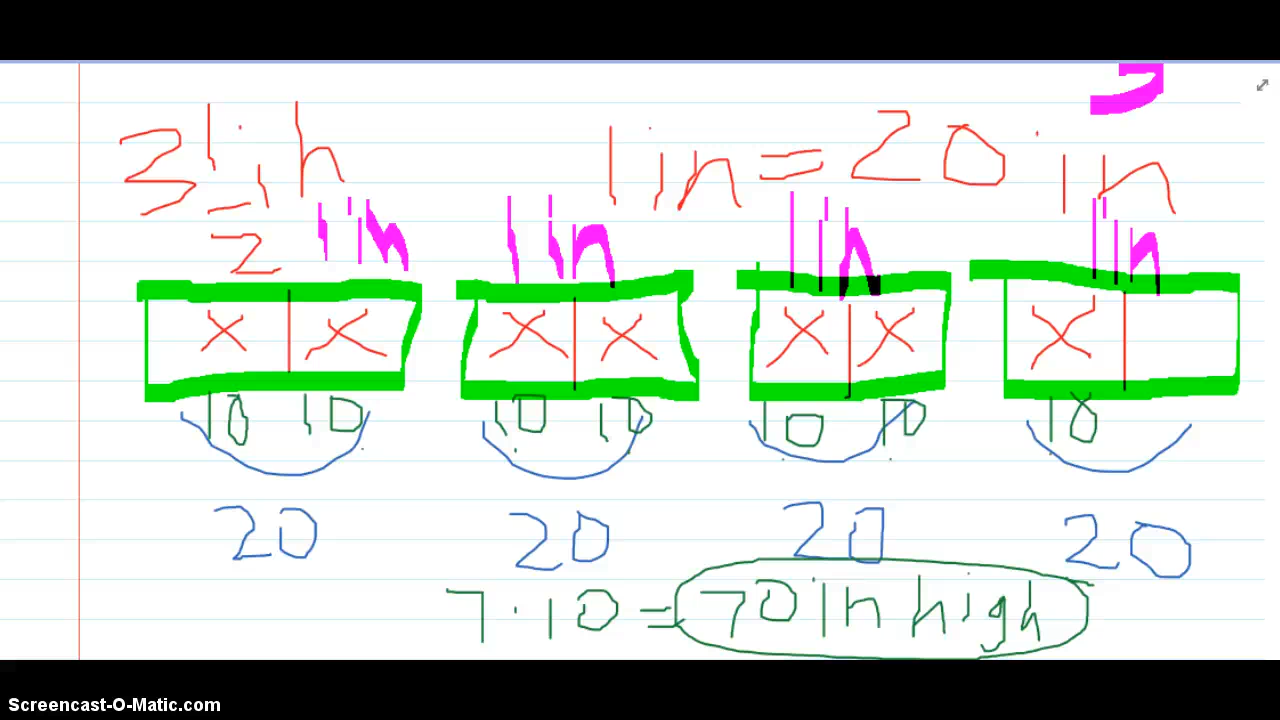 3 1/2 in 1 in = 20 in
1 in 1 in 1 in 1 in
X X X X X X X
10 10 10 10 10 10 10
20 20 20 20
7 · 10 = 70 in high
Screencast-O-Matic.com